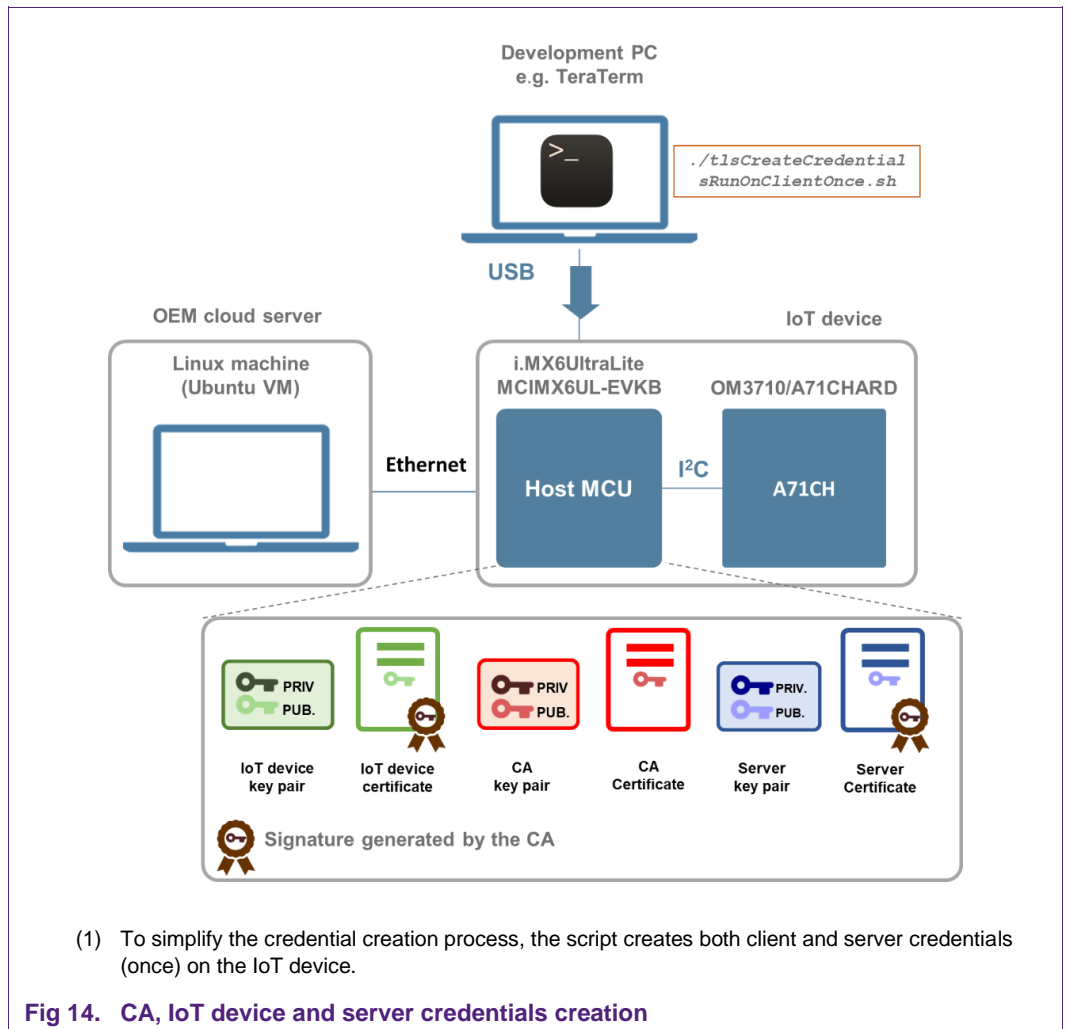 Development PC
e.g. TeraTerm
>_
./tlsCreateCredential
sRunOnClientOnce.sh
USB
OEM cloud server
IoT device
Linux machine
(Ubuntu VM)
i.MX6UltraLite
MCIMX6UL-EVKB
OM3710/A71CHARD
Ethernet
Host MCU
I²C
A71CH
PRIV
PUB.
PRIV
PUB.
PRIV.
PUB.
IoT device
key pair
IoT device
certificate
CA
key pair
CA
Certificate
Server
key pair
Server
Certificate
Signature generated by the CA
(1) To simplify the credential creation process, the script creates both client and server credentials
(once) on the IoT device.
Fig 14. CA, IoT device and server credentials creation